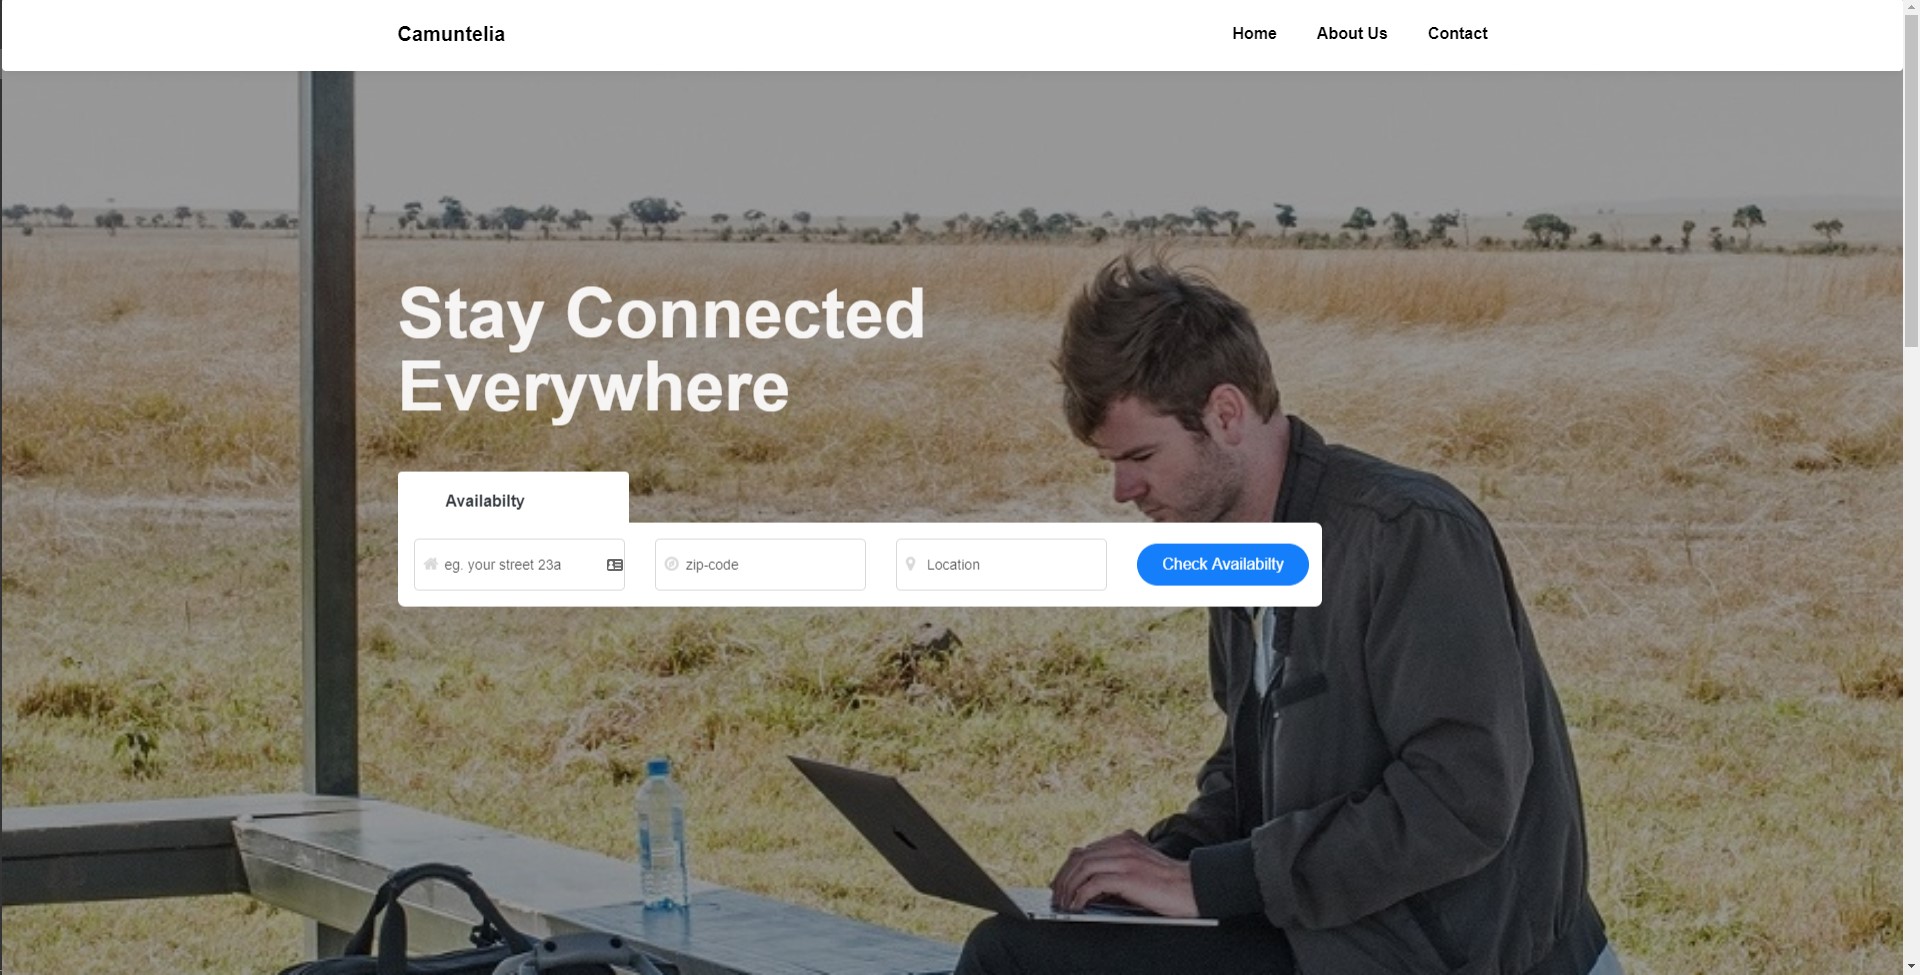 Camuntelia
Home About Us Contact
Stay Connected
Everywhere
Availabilty
eg. your street 23a
zip-code
Location
Check Availabilty